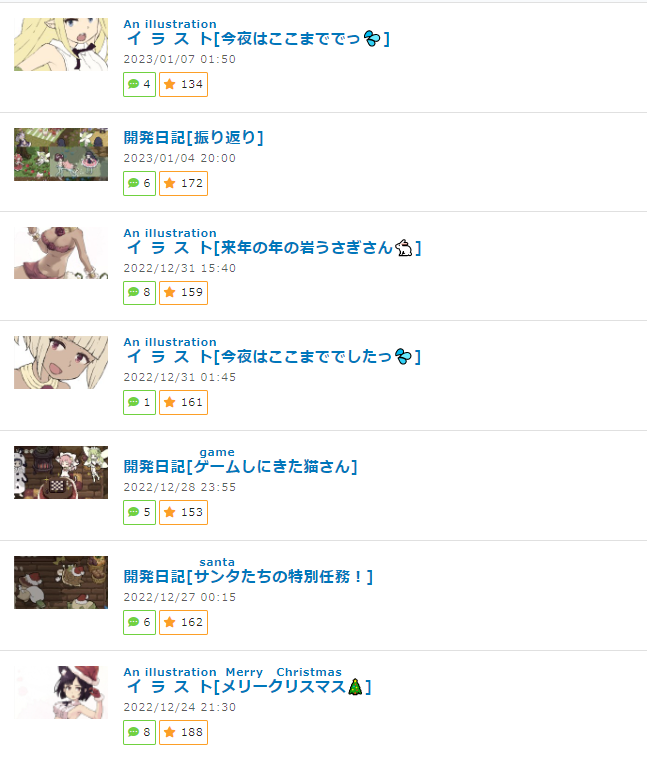 An illustration
イラスト[今夜はここまででっ]
2023/01/07 01:50
4 134
開発日記[振り返り]
2023/01/04 20:00
6 172
An illustration
イラスト[来年の年の岩うさぎさん]
2022/12/31 15:40
8 159
An illustration
イラスト[今夜はここまででしたっ]
2022/12/31 01:45
1 161
game
開発日記[ゲームしにきた猫さん]
2022/12/28 23:55
5 153
santa
開発日記[サンタたちの特別任務！]
2022/12/27 00:15
6 162
An illustration Merry Christmas
イラスト[メリークリスマス🎄]
2022/12/24 21:30
8 188